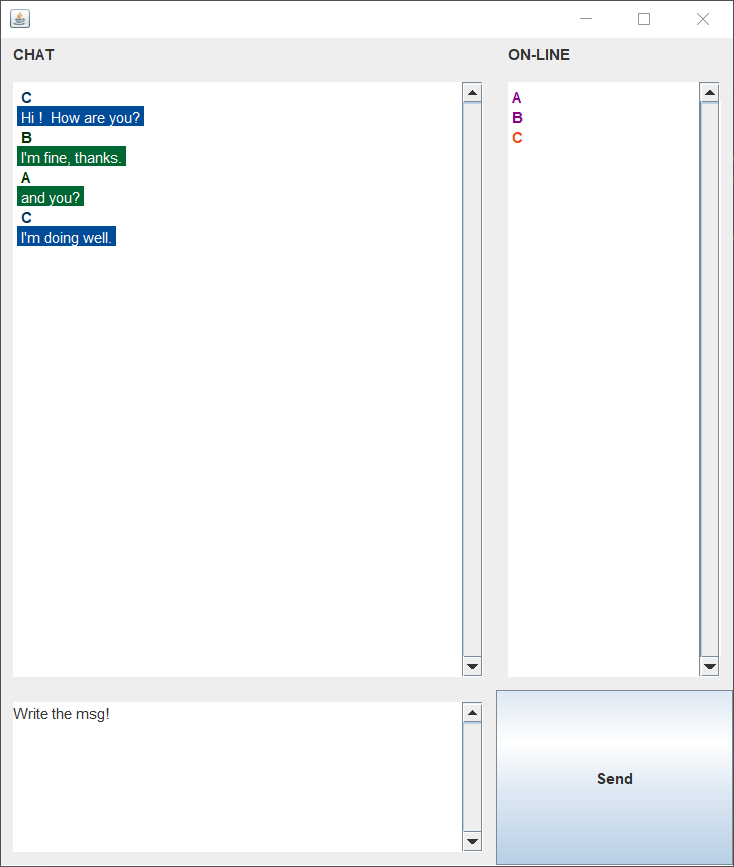 CHAT
ON-LINE
C
Hi !  How are you?
B
I'm fine, thanks.
A
and you?
C
I'm doing well.
A
B
C
Write the msg!
Send